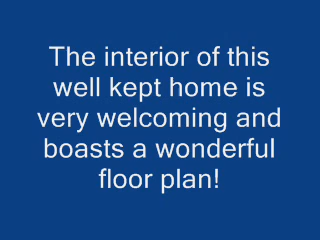 The interior of this
well kept home is
very welcoming and
boasts a wonderful
floor plan!